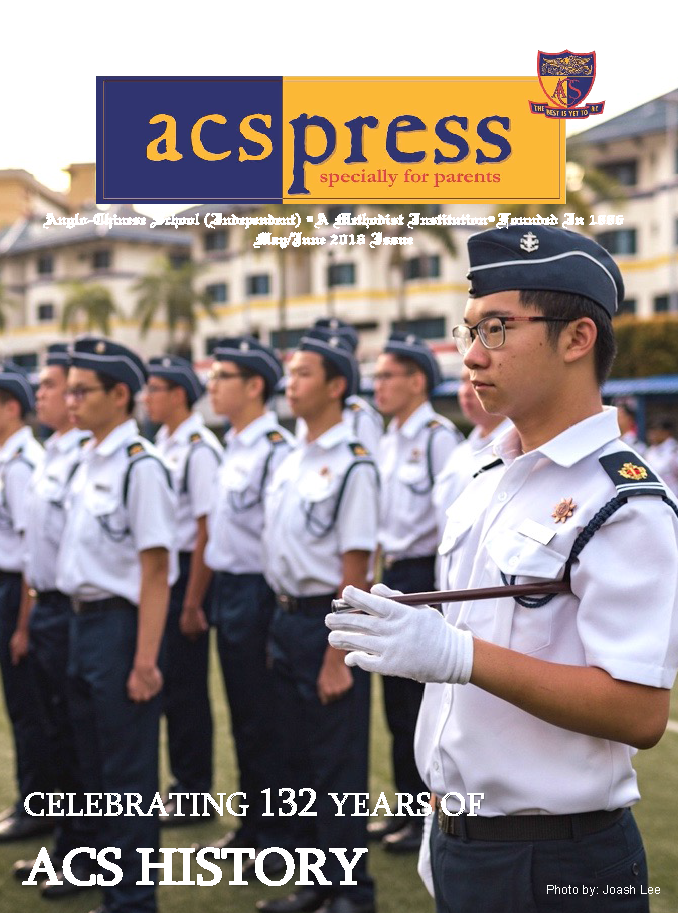 ACS
THE BEST IS YET TO BE
acspress
specially for parents
Anglo-Chinese School (Independent) • A Methodist Institution • Founded In 1886
May/June 2018 Issue
CELEBRATING 132 YEARS OF
ACS HISTORY
Photo by: Joash Lee